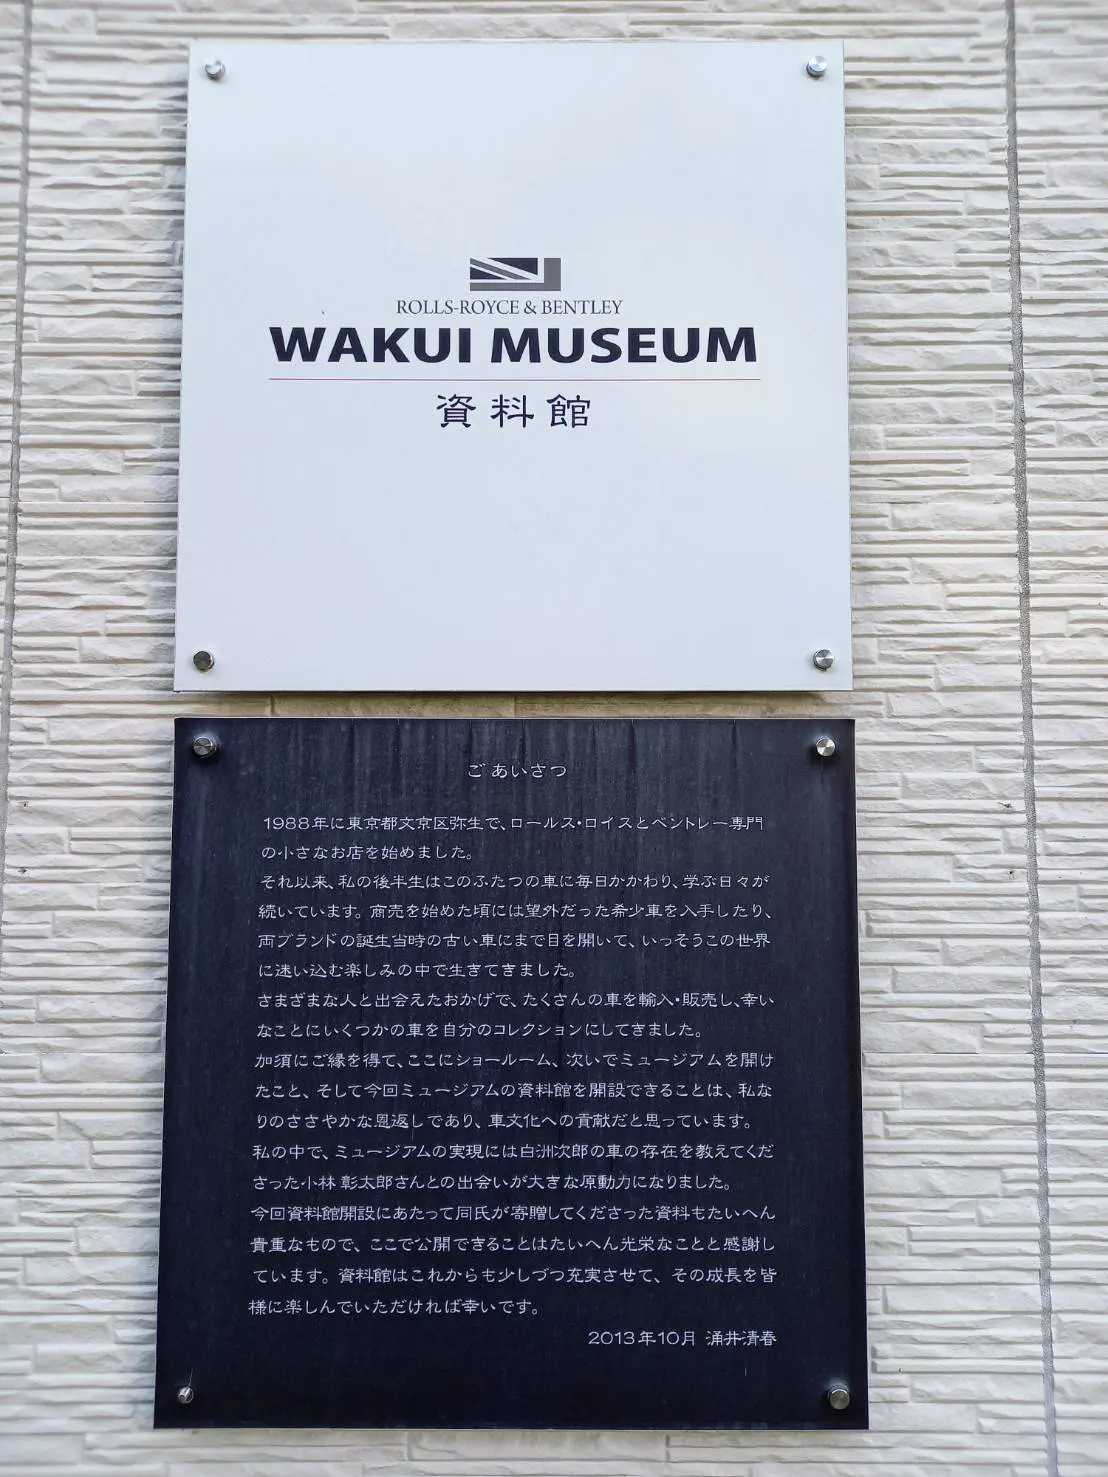 ROLLS-ROYCE & BENTLEY
WAKUI MUSEUM
資料館
ごあいさつ
1988年に東京都文京区弥生で、ロールス・ロイスとベントレー専門
の小さなお店を始めました。
それ以来、私の後半生はこのふたつの車に毎日かかわり、学ぶ日々が
続いています。商売を始めた頃には望外だった希少車を入手したり、
両ブランドの誕生当時の古い車にまで目を開いて、いっそうこの世界
に迷い込む楽しみの中で生きてきました。
さまざまな人と出会えたおかげで、たくさんの車を輸入・販売し、幸い
なことにいくつかの車を自分のコレクションにしてきました。
加須にご縁を得て、ここにショールーム、次いでミュージアムを開け
たこと、そして今回ミュージアムの資料館を開設できることは、私な
りのささやかな恩返しであり、車文化への貢献だと思っています。
私の中で、ミュージアムの実現には白洲次郎の車の存在を教えてくだ
さった小林 彰太郎さんとの出会いが大きな原動力になりました。
今回資料館開設にあたって同氏が寄贈してくださった資料もたいへん
貴重なもので、ここで公開できることはたいへん光栄なことと感謝し
ています。資料館はこれからも少しづつ充実させて、その成長を皆
様に楽しんでいただければ幸いです。
2013年10月 涌井清春